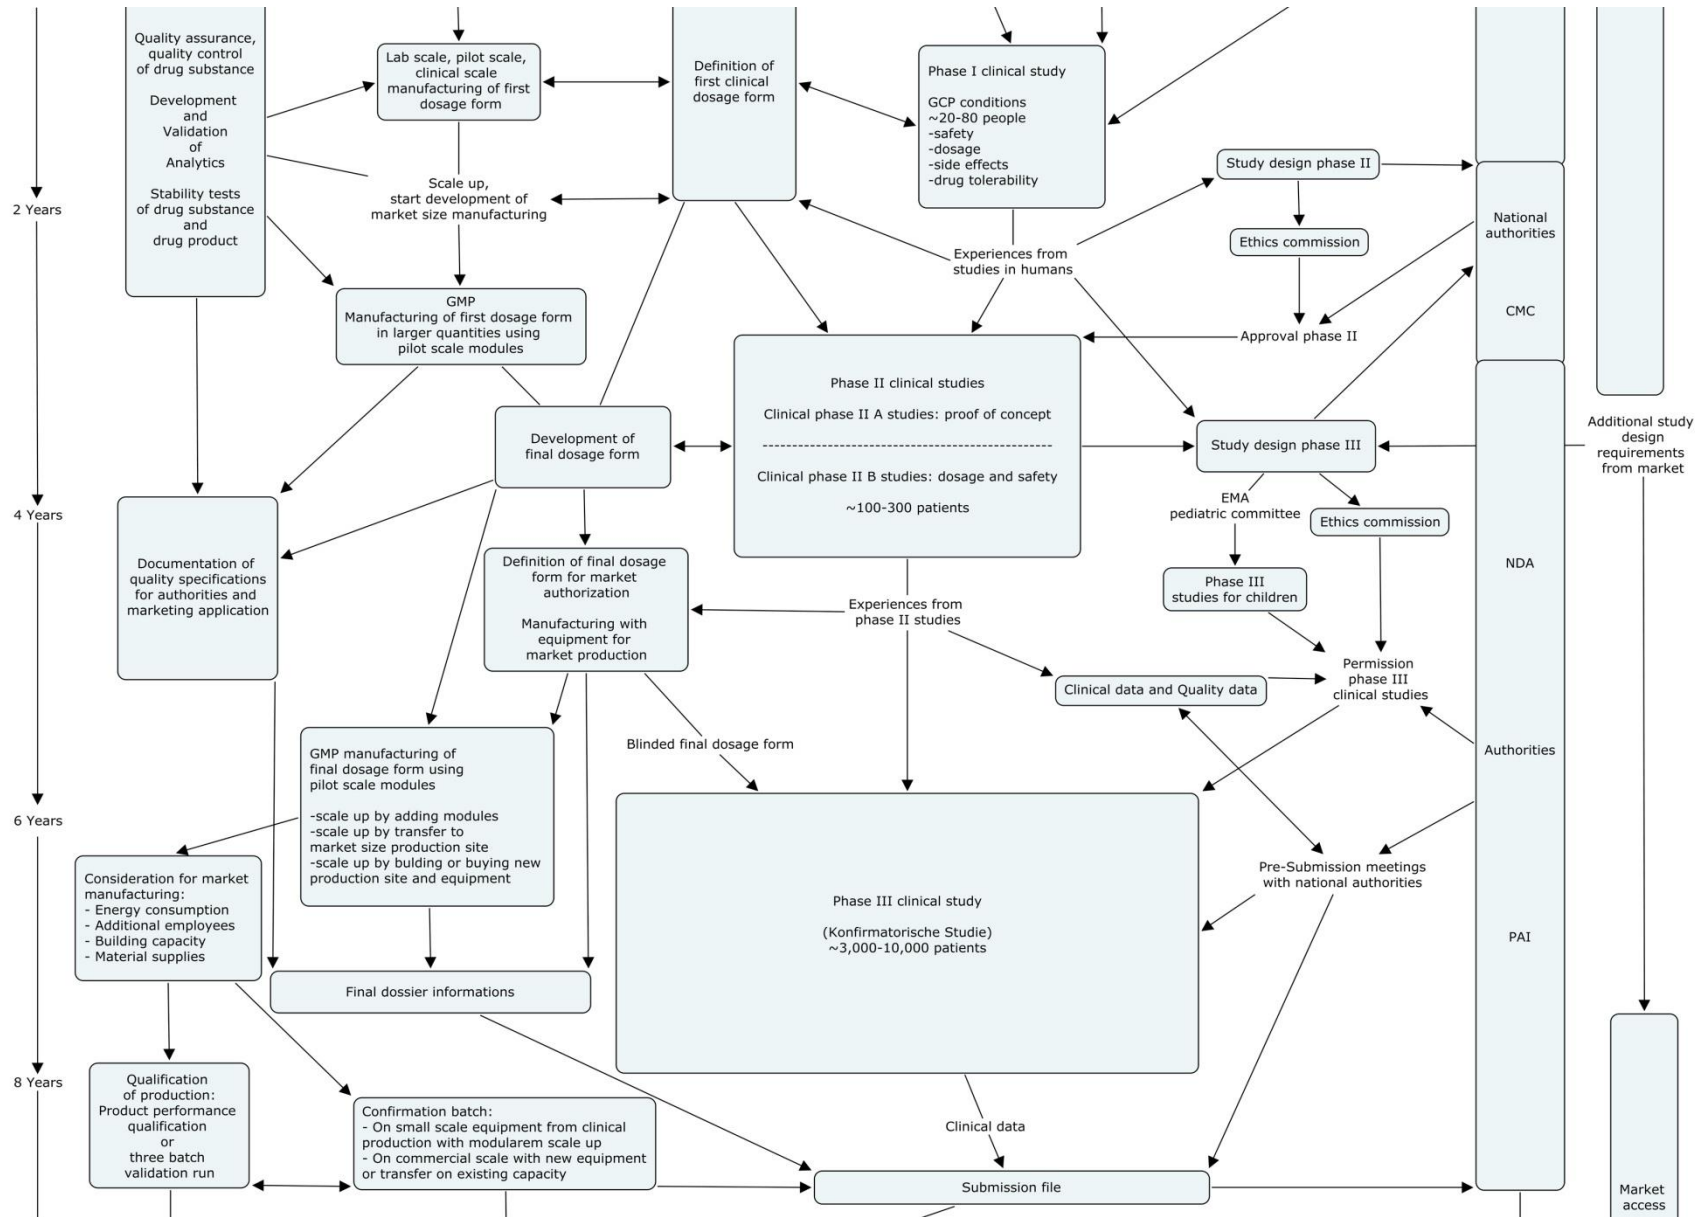 Quality assurance,
quality control
of drug substance
Development
and
Validation
of
Analytics
Stability tests
of drug substance
and
drug product
Lab scale, pilot scale,
clinical scale
manufacturing of first
dosage form
Definition of
first clinical
dosage form
Phase I clinical study
GCP conditions
~20-80 people
-safety
-dosage
-side effects
-drug tolerability
Study design phase II
2 Years
Scale up,
start development of
market size manufacturing
Ethics commission
National
authorities
Experiences from
studies in humans
GMP
Manufacturing of first dosage form
in larger quantities using
pilot scale modules
CMC
Approval phase II
Phase II clinical studies
Clinical phase II A studies: proof of concept
--------------------------------------------------------
Clinical phase II B studies: dosage and safety
~100-300 patients
Development of
final dosage form
Study design phase III
Additional study
design
requirements
from market
4 Years
EMA
pediatric committee
Ethics commission
Documentation of
quality specifications
for authorities and
marketing application
Definition of final dosage
form for market
authorization
Manufacturing with
equipment for
market production
Experiences from
phase II studies
Phase III
studies for children
NDA
Clinical data and Quality data
Permission
phase III
clinical studies
GMP manufacturing of
final dosage form using
pilot scale modules
-scale up by adding modules
-scale up by transfer to
market size production site
-scale up by bulding or buying new
production site and equipment
Blinded final dosage form
Authorities
6 Years
Consideration for market
manufacturing:
- Energy consumption
- Additional employees
- Building capacity
- Material supplies
Phase III clinical study
(Konfirmatorische Studie)
~3,000-10,000 patients
Pre-Submission meetings
with national authorities
PAI
Final dossier informations
8 Years
Qualification
of production:
Product performance
qualification
or
three batch
validation run
Confirmation batch:
- On small scale equipment from clinical
production with modularem scale up
- On commercial scale with new equipment
or transfer on existing capacity
Clinical data
Submission file
Market
access